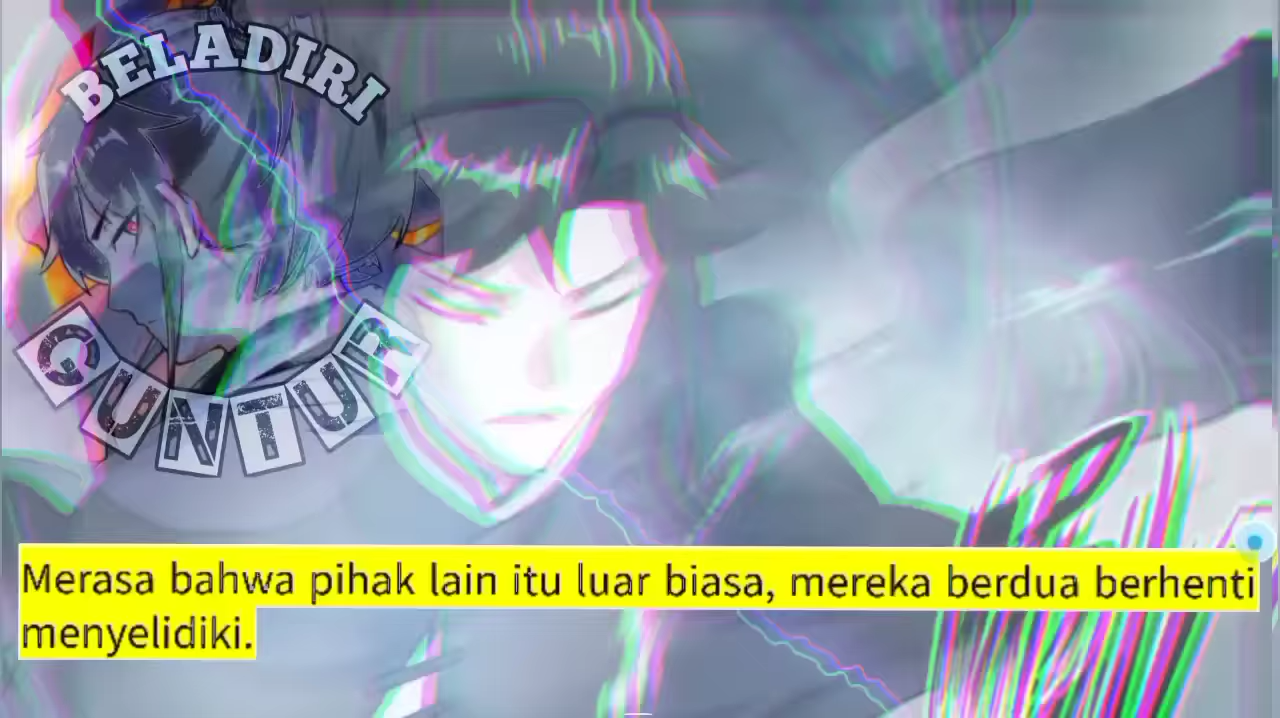 BELADIRI
GUNTUR
Merasa bahwa pihak lain itu luar biasa, mereka berdua berhenti
menyelidiki.